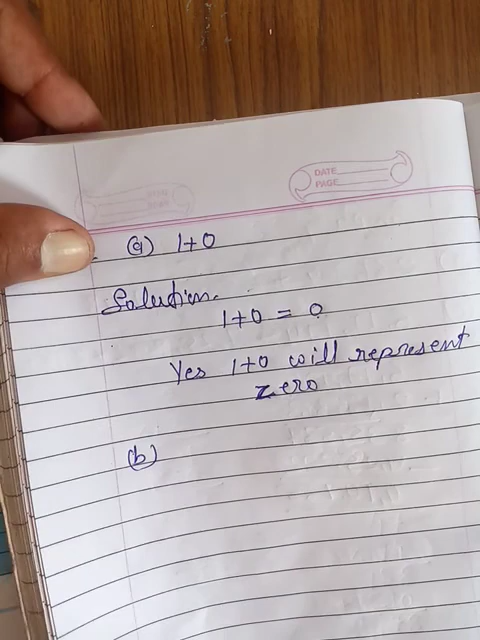 DATE
PAGE
(a) 1+0
Solution.
1+0 = 0
Yes 1+0 will represent
zero
(b)